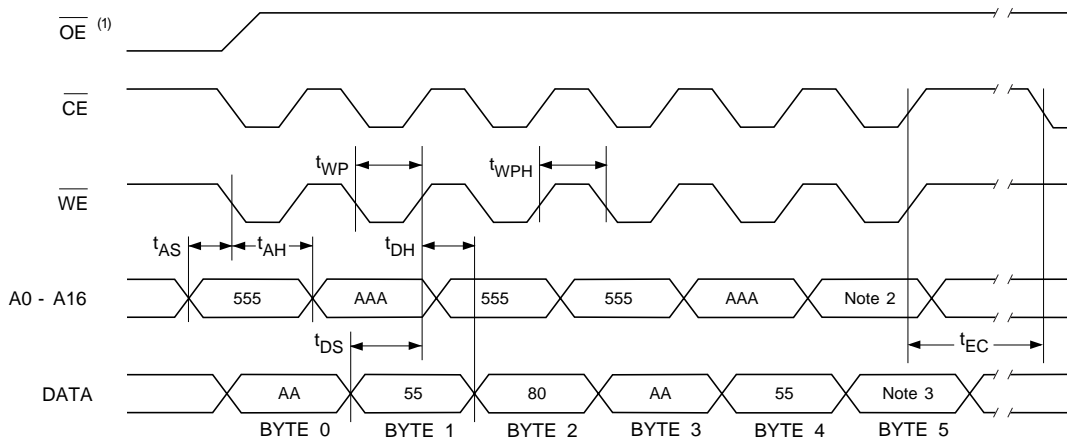 OE (1)
CE
tWP tWPH
WE
tAS tAH tDH
A0 - A16 555 AAA 555 555 AAA Note 2
tDS tEC
DATA AA 55 80 AA 55 Note 3
BYTE 0 BYTE 1 BYTE 2 BYTE 3 BYTE 4 BYTE 5